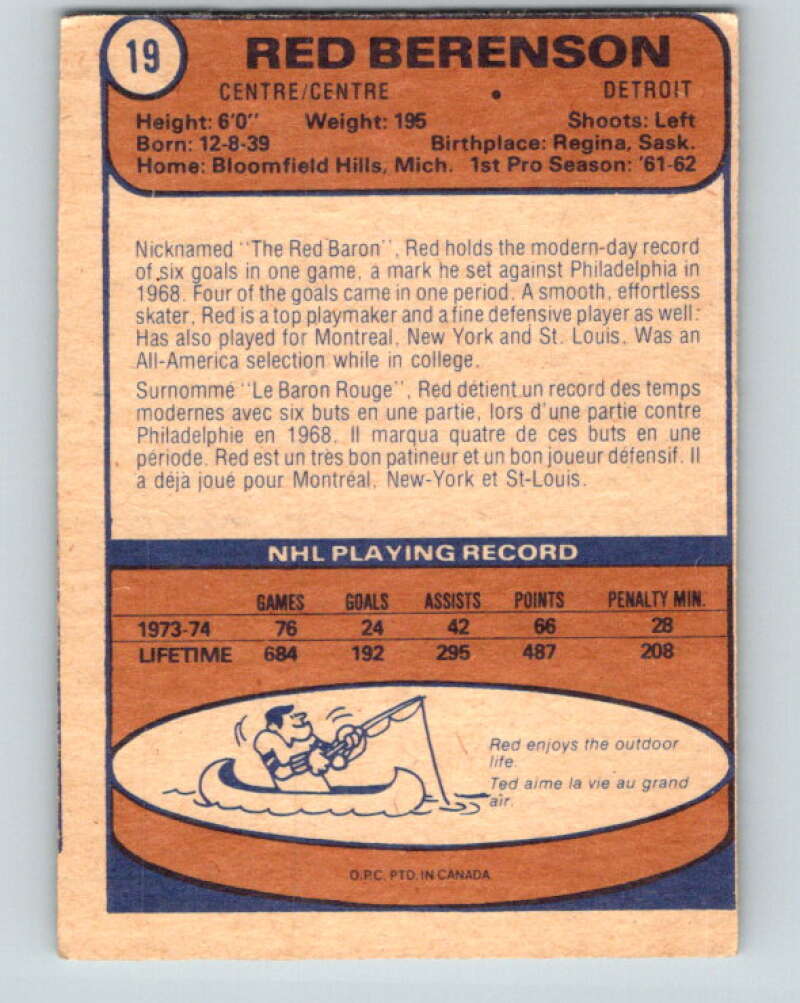 19
RED BERENSON
CENTRE/CENTRE • DETROIT
Height: 6'0" Weight: 195 Shoots: Left
Born: 12-8-39 Birthplace: Regina, Sask.
Home: Bloomfield Hills, Mich. 1st Pro Season: '61-62
Nicknamed "The Red Baron", Red holds the modern-day record
of six goals in one game, a mark he set against Philadelphia in
1968. Four of the goals came in one period. A smooth, effortless
skater, Red is a top playmaker and a fine defensive player as well.
Has also played for Montreal, New York and St. Louis. Was an
All-America selection while in college.
Surnommé "Le Baron Rouge", Red détient un record des temps
modernes avec six buts en une partie, lors d'une partie contre
Philadelphie en 1968. Il marqua quatre de ces buts en une
période. Red est un très bon patineur et un bon joueur défensif. Il
a déja joué pour Montréal, New-York et St-Louis.
NHL PLAYING RECORD
GAMES GOALS ASSISTS POINTS PENALTY MIN.
1973-74 76 24 42 66 28
LIFETIME 684 192 295 487 208
Red enjoys the outdoor
life.
Ted aime la vie au grand
air.
O.P.C. PTD. IN CANADA